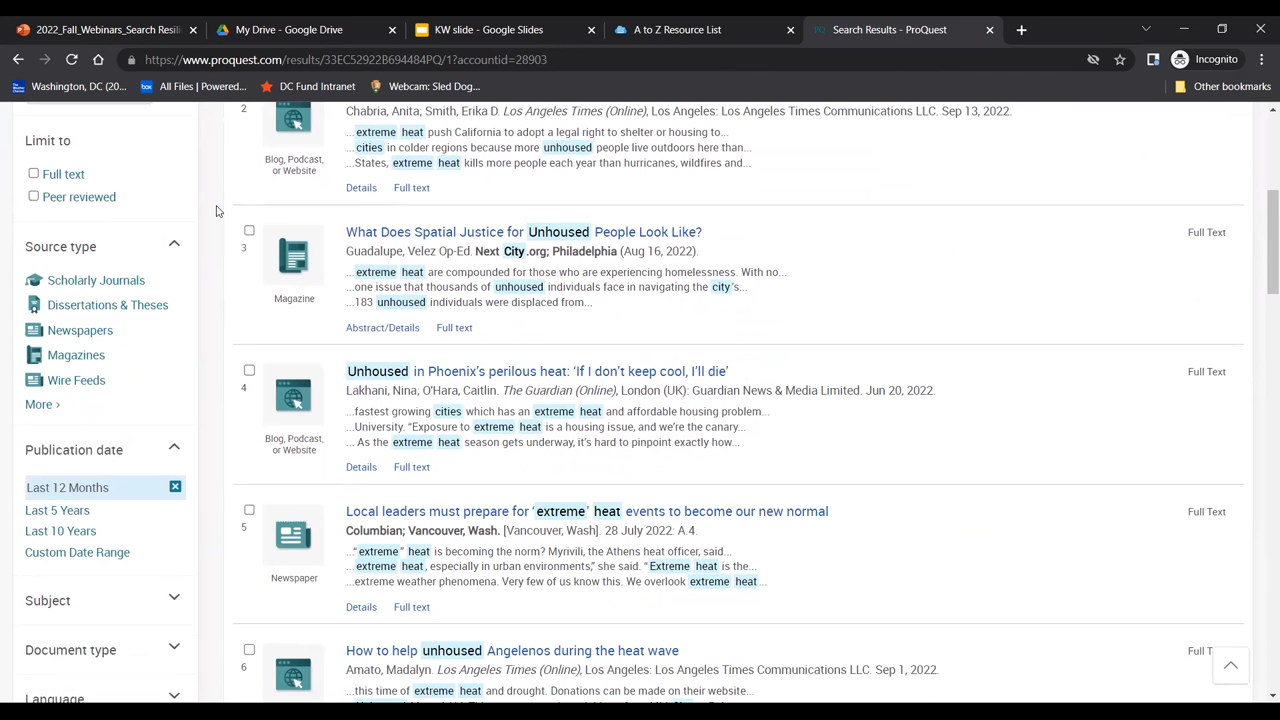 2022_Fall_Webinars_Search Resili
My Drive - Google Drive
KW slide - Google Slides
A to Z Resource List
Search Results - ProQuest
https://www.proquest.com/results/33EC52922B694484PQ/1?accountid=28903
Incognito
Washington, DC (20...
All Files | Powered...
DC Fund Intranet
Webcam: Sled Dog...
Other bookmarks
Limit to
Full text
Peer reviewed
Source type
Scholarly Journals
Dissertations & Theses
Newspapers
Magazines
Wire Feeds
More ›
Publication date
Last 12 Months
Last 5 Years
Last 10 Years
Custom Date Range
Subject
Document type
Language
2
Blog, Podcast,
or Website
Chabria, Anita; Smith, Erika D. Los Angeles Times (Online), Los Angeles: Los Angeles Times Communications LLC. Sep 13, 2022.
...extreme heat push California to adopt a legal right to shelter or housing to...
...cities in colder regions because more unhoused people live outdoors here than...
...States, extreme heat kills more people each year than hurricanes, wildfires and...
Details Full text
3
Magazine
What Does Spatial Justice for Unhoused People Look Like?
Full Text
Guadalupe, Velez Op-Ed. Next City.org; Philadelphia (Aug 16, 2022).
...extreme heat are compounded for those who are experiencing homelessness. With no...
...one issue that thousands of unhoused individuals face in navigating the city's...
...183 unhoused individuals were displaced from...
Abstract/Details Full text
4
Blog, Podcast,
or Website
Unhoused in Phoenix's perilous heat: 'If I don't keep cool, I'll die'
Full Text
Lakhani, Nina; O'Hara, Caitlin. The Guardian (Online), London (UK): Guardian News & Media Limited. Jun 20, 2022.
...fastest growing cities which has an extreme heat and affordable housing problem...
...University. "Exposure to extreme heat is a housing issue, and we're the canary...
... As the extreme heat season gets underway, it's hard to pinpoint exactly how...
Details Full text
5
Newspaper
Local leaders must prepare for 'extreme' heat events to become our new normal
Full Text
Columbian; Vancouver, Wash. [Vancouver, Wash]. 28 July 2022: A.4.
..."extreme" heat is becoming the norm? Myrivili, the Athens heat officer, said...
...extreme heat, especially in urban environments," she said. "Extreme heat is the...
...extreme weather phenomena. Very few of us know this. We overlook extreme heat...
Details Full text
6
How to help unhoused Angelenos during the heat wave
Full T
Amato, Madalyn. Los Angeles Times (Online), Los Angeles: Los Angeles Times Communications LLC. Sep 1, 2022.
...this time of extreme heat and drought. Donations can be made on their website...